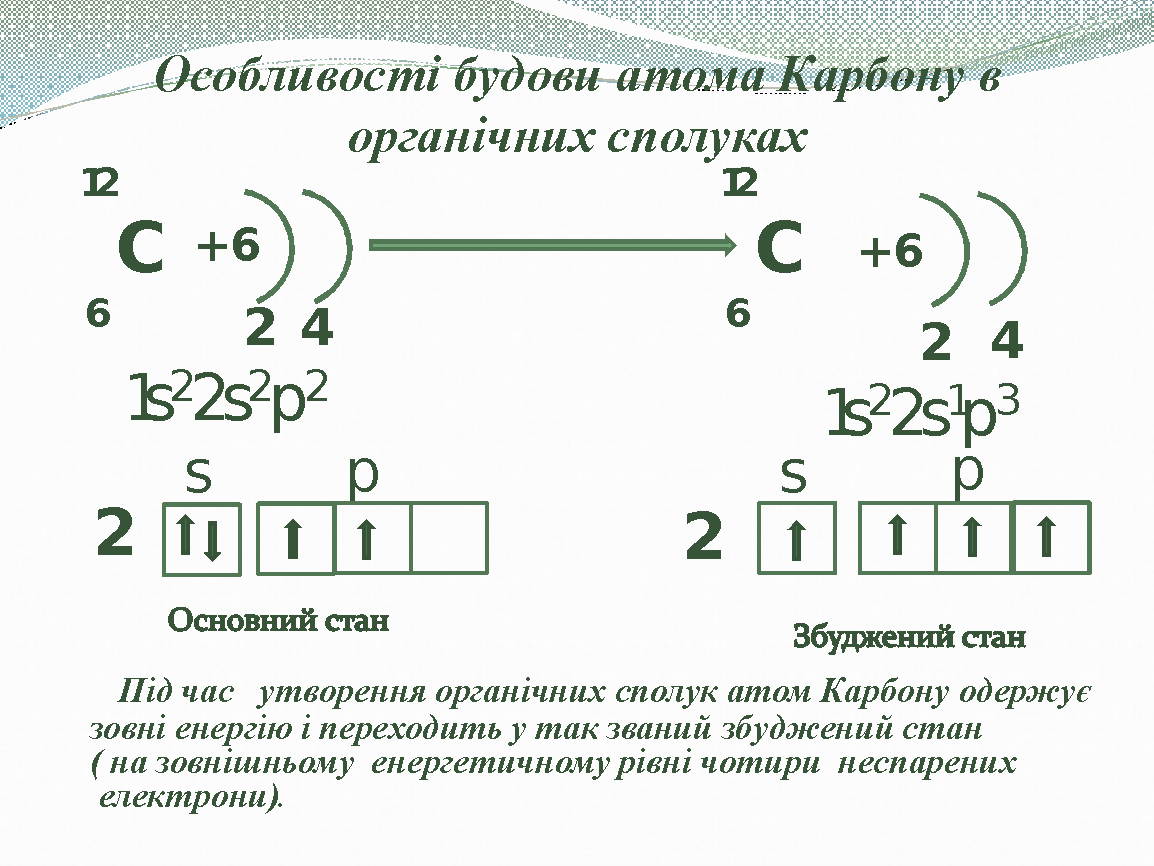 Особливості будови атома Карбону в
органічних сполуках
12 12
C +6 C +6
6 2 4 6 2 4
1s²2s²p² 1s²2s¹p³
s p s p
2 2
Основний стан Збуджений стан
Під час утворення органічних сполук атом Карбону одержує
зовні енергію і переходить у так званий збуджений стан
( на зовнішньому енергетичному рівні чотири неспарених
електрони).